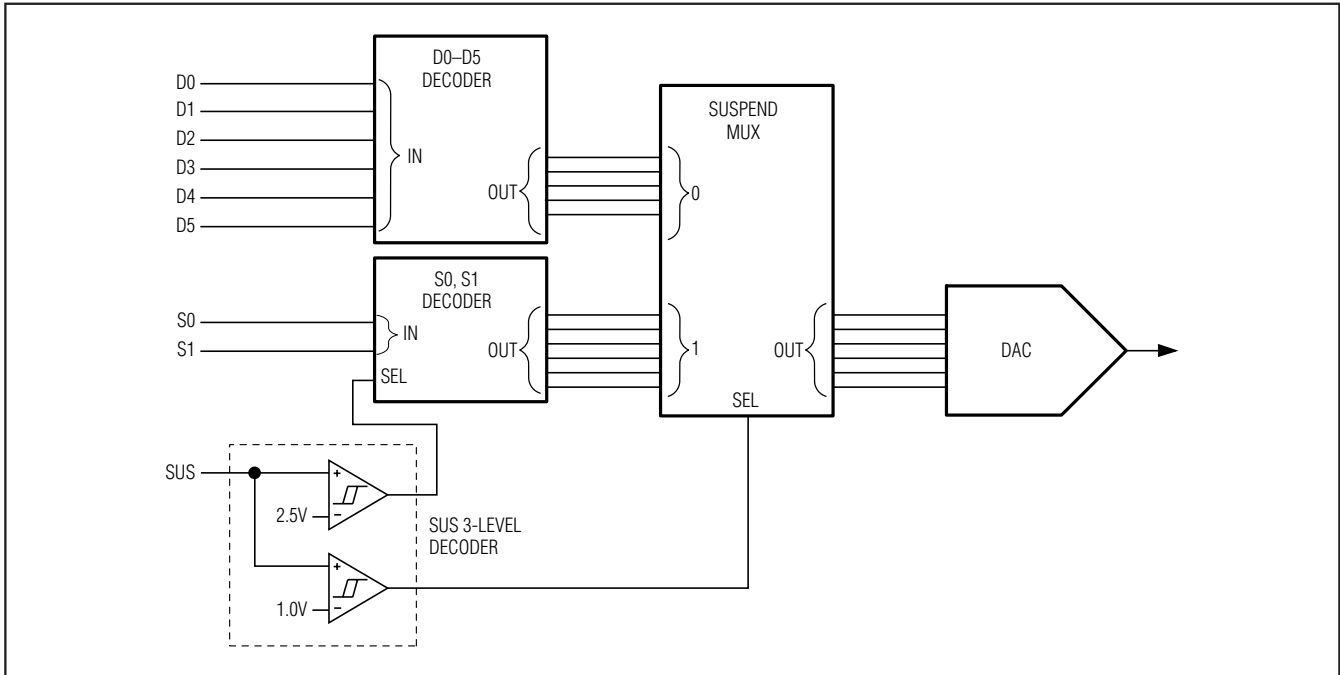 D0–D5
DECODER
D0
D1
D2
D3
D4
D5
IN
OUT
SUSPEND
MUX
0
1
OUT
SEL
S0, S1
DECODER
S0
S1
IN
OUT
SEL
DAC
SUS
+
2.5V
−
SUS 3-LEVEL
DECODER
+
1.0V
−